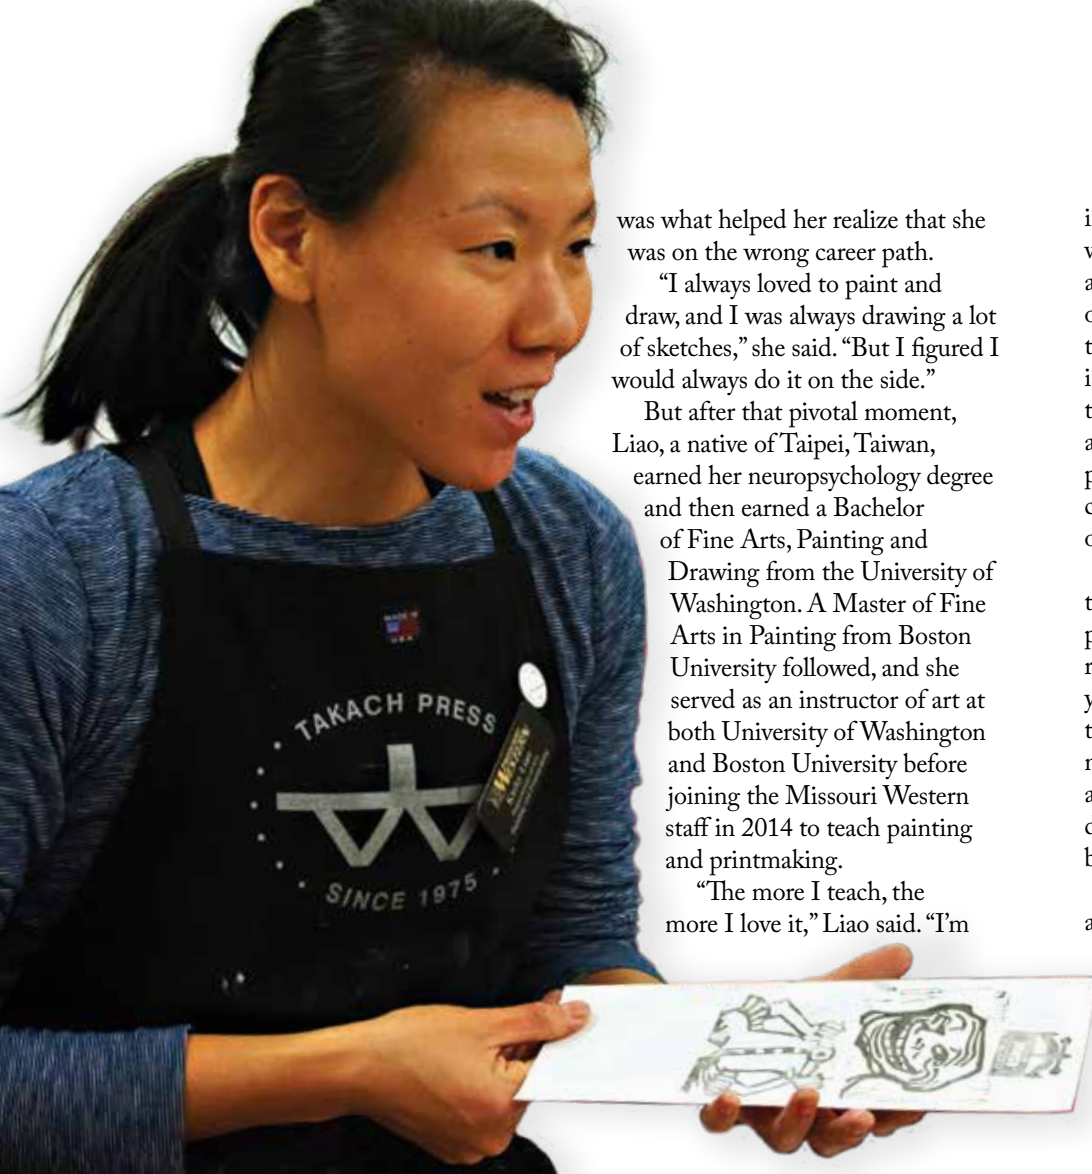 was what helped her realize that she
was on the wrong career path.
“I always loved to paint and
draw, and I was always drawing a lot
of sketches,” she said. “But I figured I
would always do it on the side.”
But after that pivotal moment,
Liao, a native of Taipei, Taiwan,
earned her neuropsychology degree
and then earned a Bachelor
of Fine Arts, Painting and
Drawing from the University of
Washington. A Master of Fine
Arts in Painting from Boston
University followed, and she
served as an instructor of art at
both University of Washington
and Boston University before
joining the Missouri Western
staff in 2014 to teach painting
and printmaking.
“The more I teach, the
more I love it,” Liao said. “I’m
MADE IN
USA
TAKACH PRESS
SINCE 1975
WESTERN